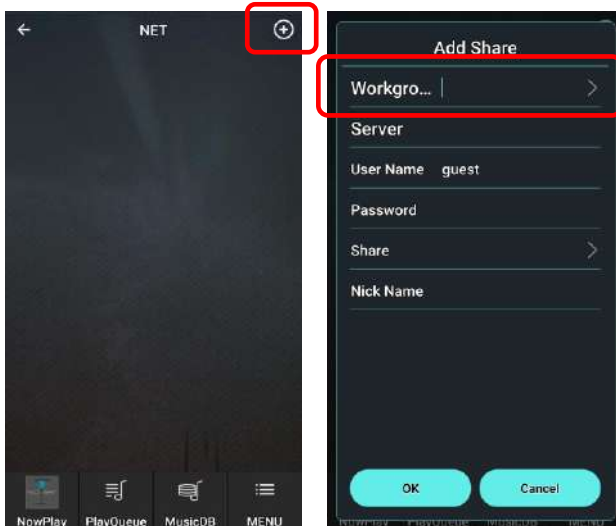 NET
NowPlay PlayQueue MusicDB MENU
Add Share
Workgro...
Server
User Name guest
Password
Share
Nick Name
OK Cancel